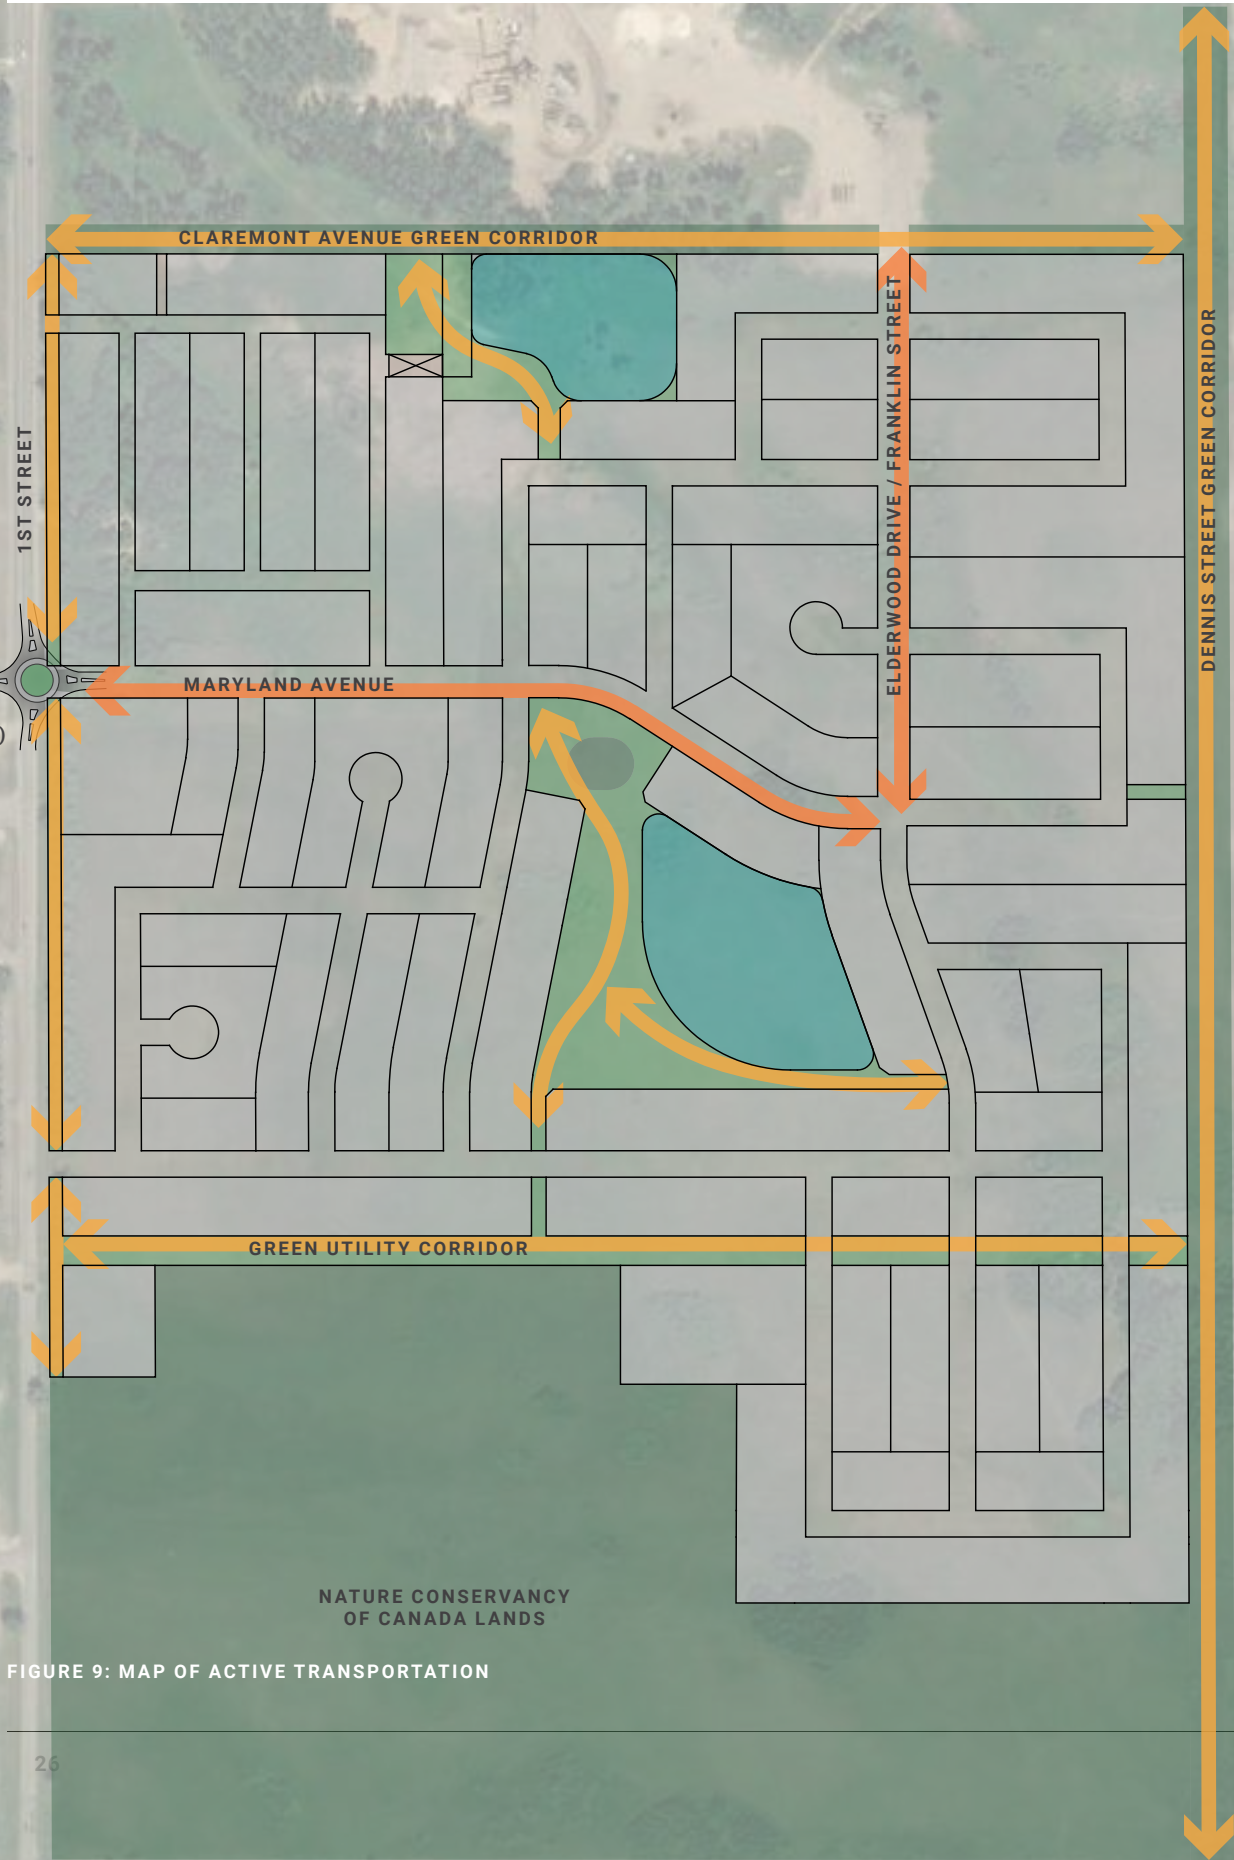 CLAREMONT AVENUE GREEN CORRIDOR
1ST STREET
ELDERWOOD DRIVE / FRANKLIN STREET
DENNIS STREET GREEN CORRIDOR
MARYLAND AVENUE
GREEN UTILITY CORRIDOR
NATURE CONSERVANCY
OF CANADA LANDS
FIGURE 9: MAP OF ACTIVE TRANSPORTATION
26